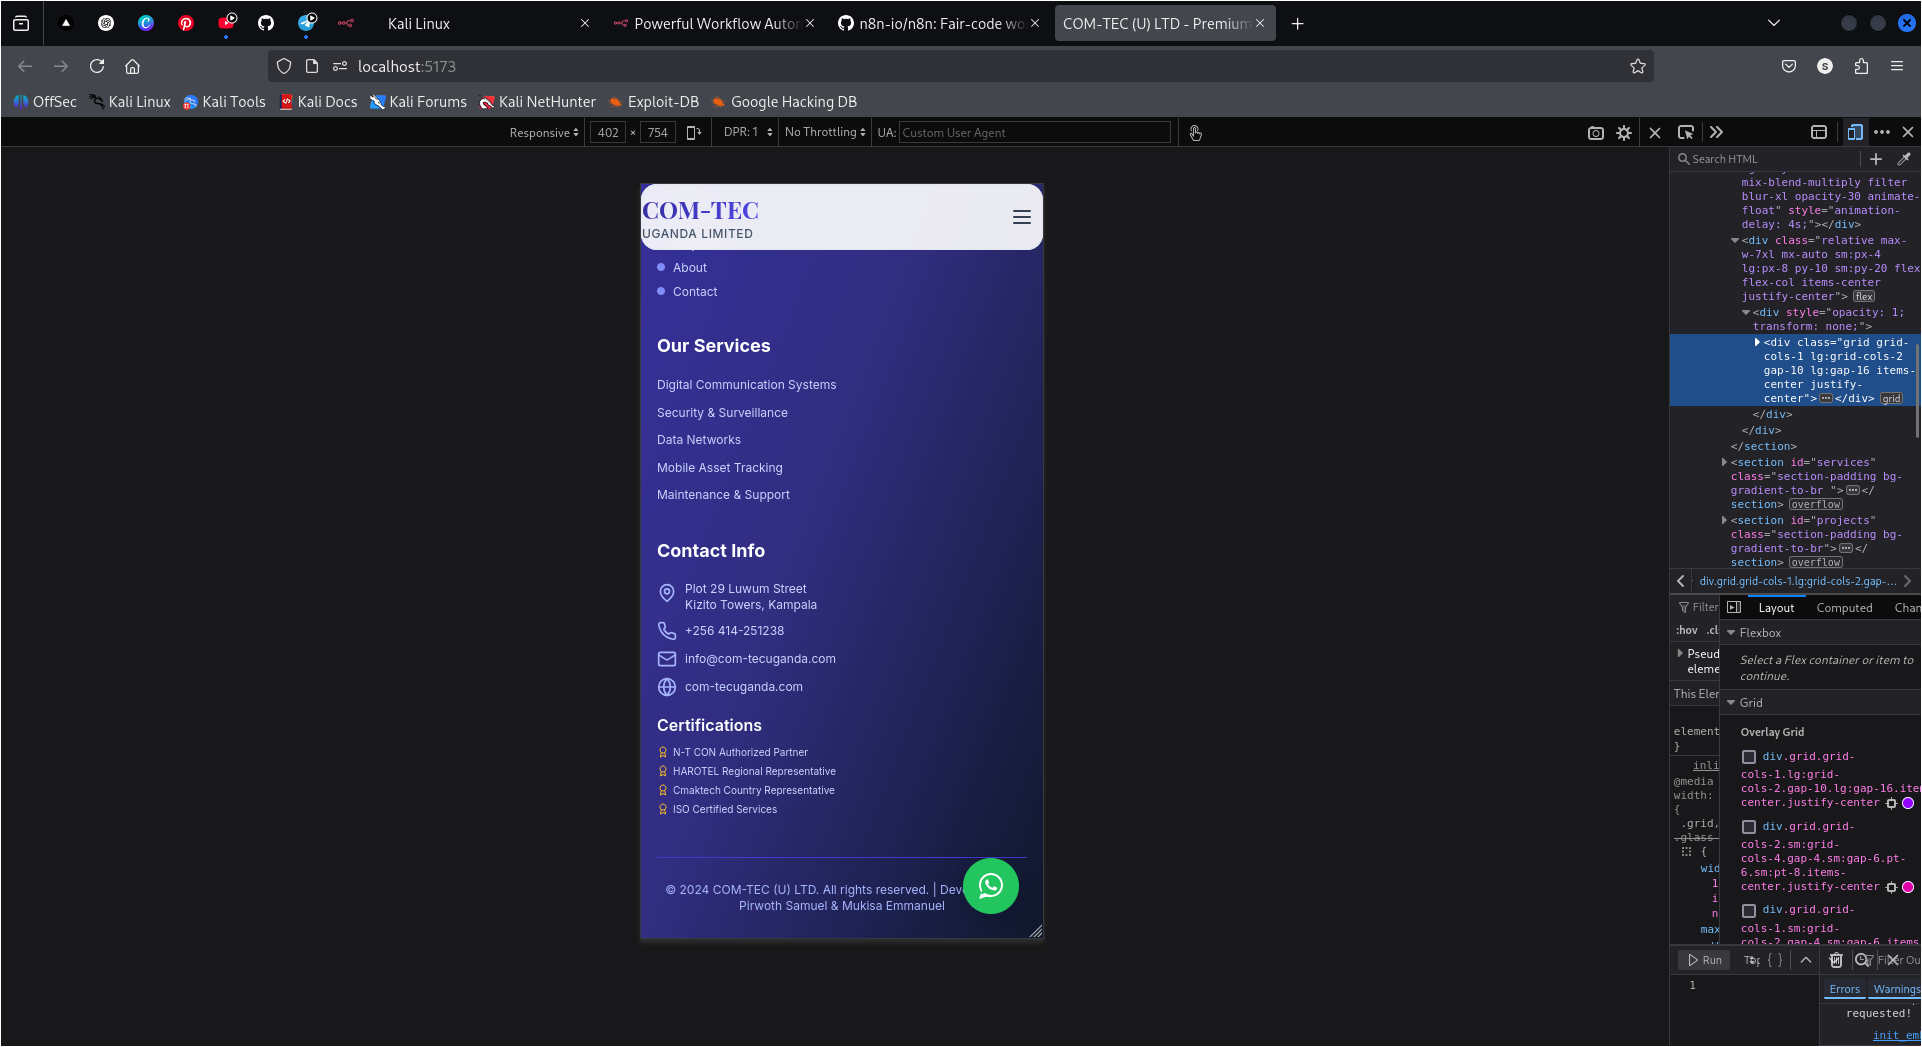 Kali Linux
Powerful Workflow Auton
n8n-io/n8n: Fair-code wo
COM-TEC (U) LTD - Premium
localhost:5173
OffSec
Kali Linux
Kali Tools
Kali Docs
Kali Forums
Kali NetHunter
Exploit-DB
Google Hacking DB
Responsive
402 × 754
DPR: 1
No Throttling
UA: Custom User Agent
COM-TEC
UGANDA LIMITED
About
Contact
Our Services
Digital Communication Systems
Security & Surveillance
Data Networks
Mobile Asset Tracking
Maintenance & Support
Contact Info
Plot 29 Luwum Street
Kizito Towers, Kampala
+256 414-251238
info@com-tecuganda.com
com-tecuganda.com
Certifications
N-T CON Authorized Partner
HAROTEL Regional Representative
Cmaktech Country Representative
ISO Certified Services
© 2024 COM-TEC (U) LTD. All rights reserved. | Dev
Pirwoth Samuel & Mukisa Emmanuel
Search HTML
mix-blend-multiply filter
blur-xl opacity-30 animate-
float" style="animation-
delay: 4s;"></div>
<div class="relative max-
w-7xl mx-auto sm:px-4
lg:px-8 py-10 sm:py-20 flex
flex-col items-center
justify-center"> flex
<div style="opacity: 1;
transform: none;">
<div class="grid grid-
cols-1 lg:grid-cols-2
gap-10 lg:gap-16 items-
center justify-
center"></div> grid
</div>
</div>
</section>
<section id="services"
class="section-padding bg-
gradient-to-br "></
section> overflow
<section id="projects"
class="section-padding bg-
gradient-to-br"></
section> overflow
div.grid.grid-cols-1.lg:grid-cols-2.gap-...
Filter
Layout
Computed
Chan
:hov .cl
Flexbox
Pseud
eleme
Select a Flex container or item to
continue.
This Eler
Grid
element
}
Overlay Grid
inli
@media
width:
{
.grid,
.glass
{
wid
1
i
n
max
div.grid.grid-
cols-1.lg:grid-
cols-2.gap-10.lg:gap-16.ite
center.justify-center
div.grid.grid-
cols-2.sm:grid-
cols-4.gap-4.sm:gap-6.pt-
6.sm:pt-8.items-
center.justify-center
div.grid.grid-
cols-1.sm:grid-
cols-2.gap-4.sm:gap-6.items
Run
{ }
1
Errors
Warnings
requested!
init_em